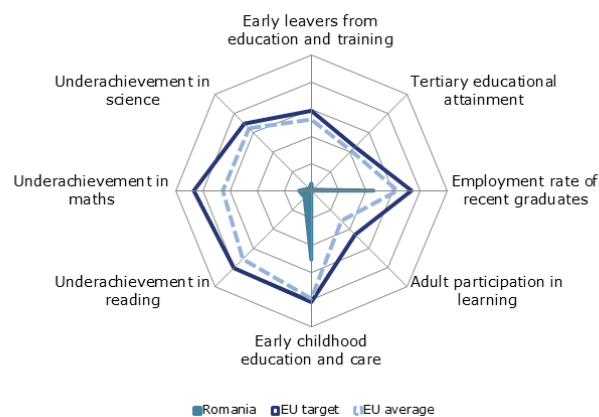 Early leavers from
education and training
Underachievement in
science
Tertiary educational
attainment
Underachievement in
maths
Employment rate of
recent graduates
Underachievement in
reading
Adult participation in
learning
Early childhood
education and care
Romania EU target EU average